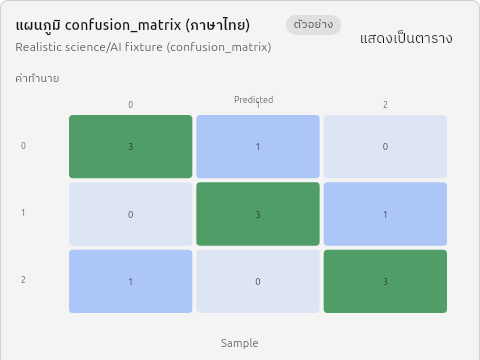 แผนภูมิ confusion_matrix (ภาษาไทย)
ตัวอย่าง
แสดงเป็นตาราง
Realistic science/AI fixture (confusion_matrix)
ค่าทำนาย
Predicted
0 1 2
0 3 1 0
1 0 3 1
2 1 0 3
Sample